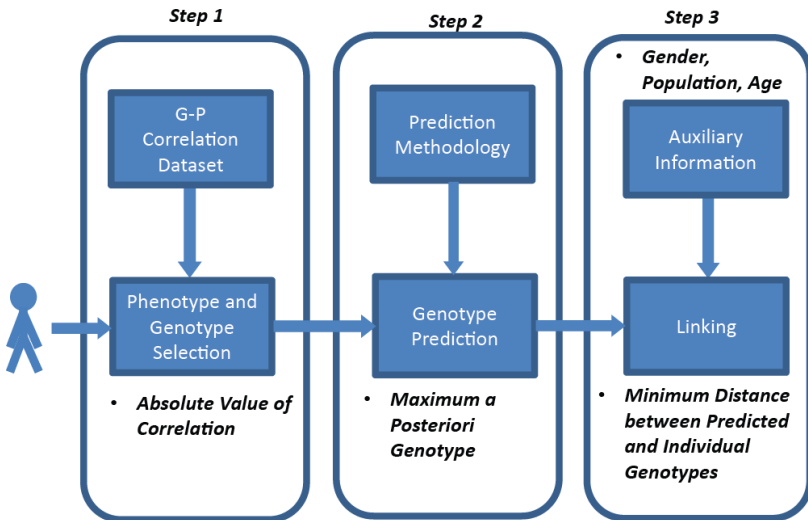 Step 1
G-P
Correlation
Dataset
Phenotype and
Genotype
Selection
• Absolute Value of
Correlation
Step 2
Prediction
Methodology
Genotype
Prediction
• Maximum a
Posteriori
Genotype
Step 3
• Gender,
Population, Age
Auxiliary
Information
Linking
• Minimum Distance
between Predicted
and Individual
Genotypes